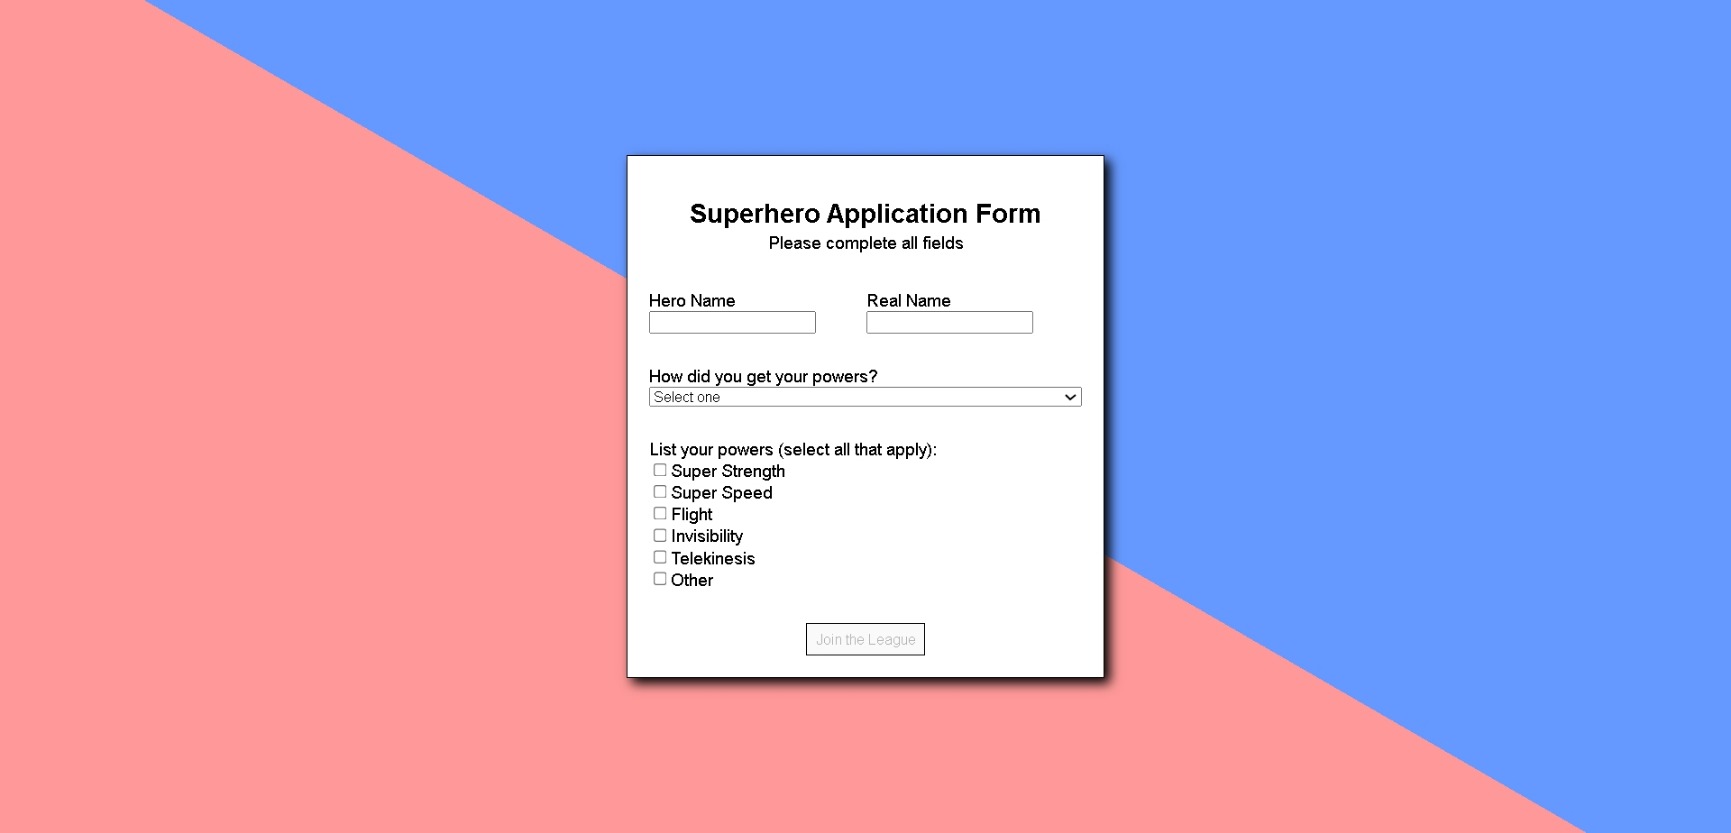 Superhero Application Form
Please complete all fields
Hero Name Real Name
How did you get your powers?
Select one
List your powers (select all that apply):
Super Strength
Super Speed
Flight
Invisibility
Telekinesis
Other
Join the League